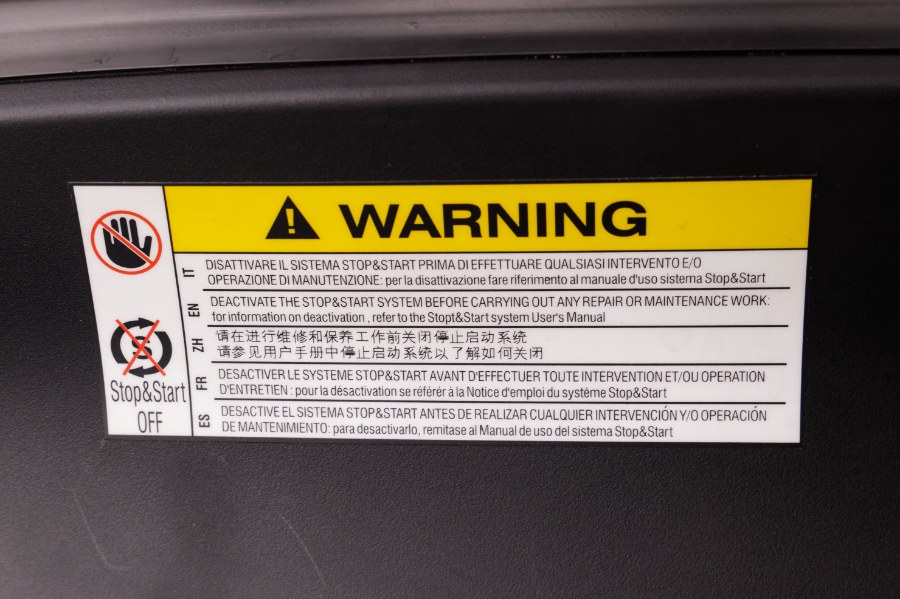 WARNING
Stop&Start
OFF
IT
DISATTIVARE IL SISTEMA STOP&START PRIMA DI EFFETTUARE QUALSIASI INTERVENTO E/O
OPERAZIONE DI MANUTENZIONE: per la disattivazione fare riferimento al manuale d'uso sistema Stop&Start
EN
DEACTIVATE THE STOP&START SYSTEM BEFORE CARRYING OUT ANY REPAIR OR MAINTENANCE WORK:
for information on deactivation , refer to the Stopt&Start system User's Manual
ZH
请在进行维修和保养工作前关闭停止启动系统
请参见用户手册中停止启动系统以了解如何关闭
FR
DESACTIVER LE SYSTEME STOP&START AVANT D'EFFECTUER TOUTE INTERVENTION ET/OU OPERATION
D'ENTRETIEN : pour la désactivation se référér à la Notice d'emploi du système Stop&Start
ES
DESACTIVE EL SISTEMA STOP&START ANTES DE REALIZAR CUALQUIER INTERVENCIÓN Y/O OPERACIÓN
DE MANTENIMIENTO: para desactivarlo, remitase al Manual de uso del sistema Stop&Start